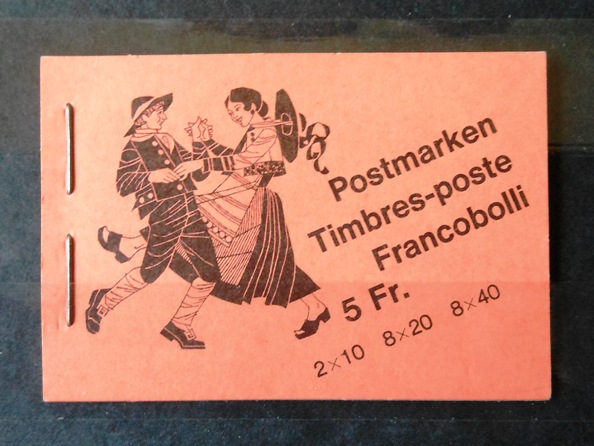 Postmarken
Timbres-poste
Francobolli
5 Fr.
2×10 8×20 8×40